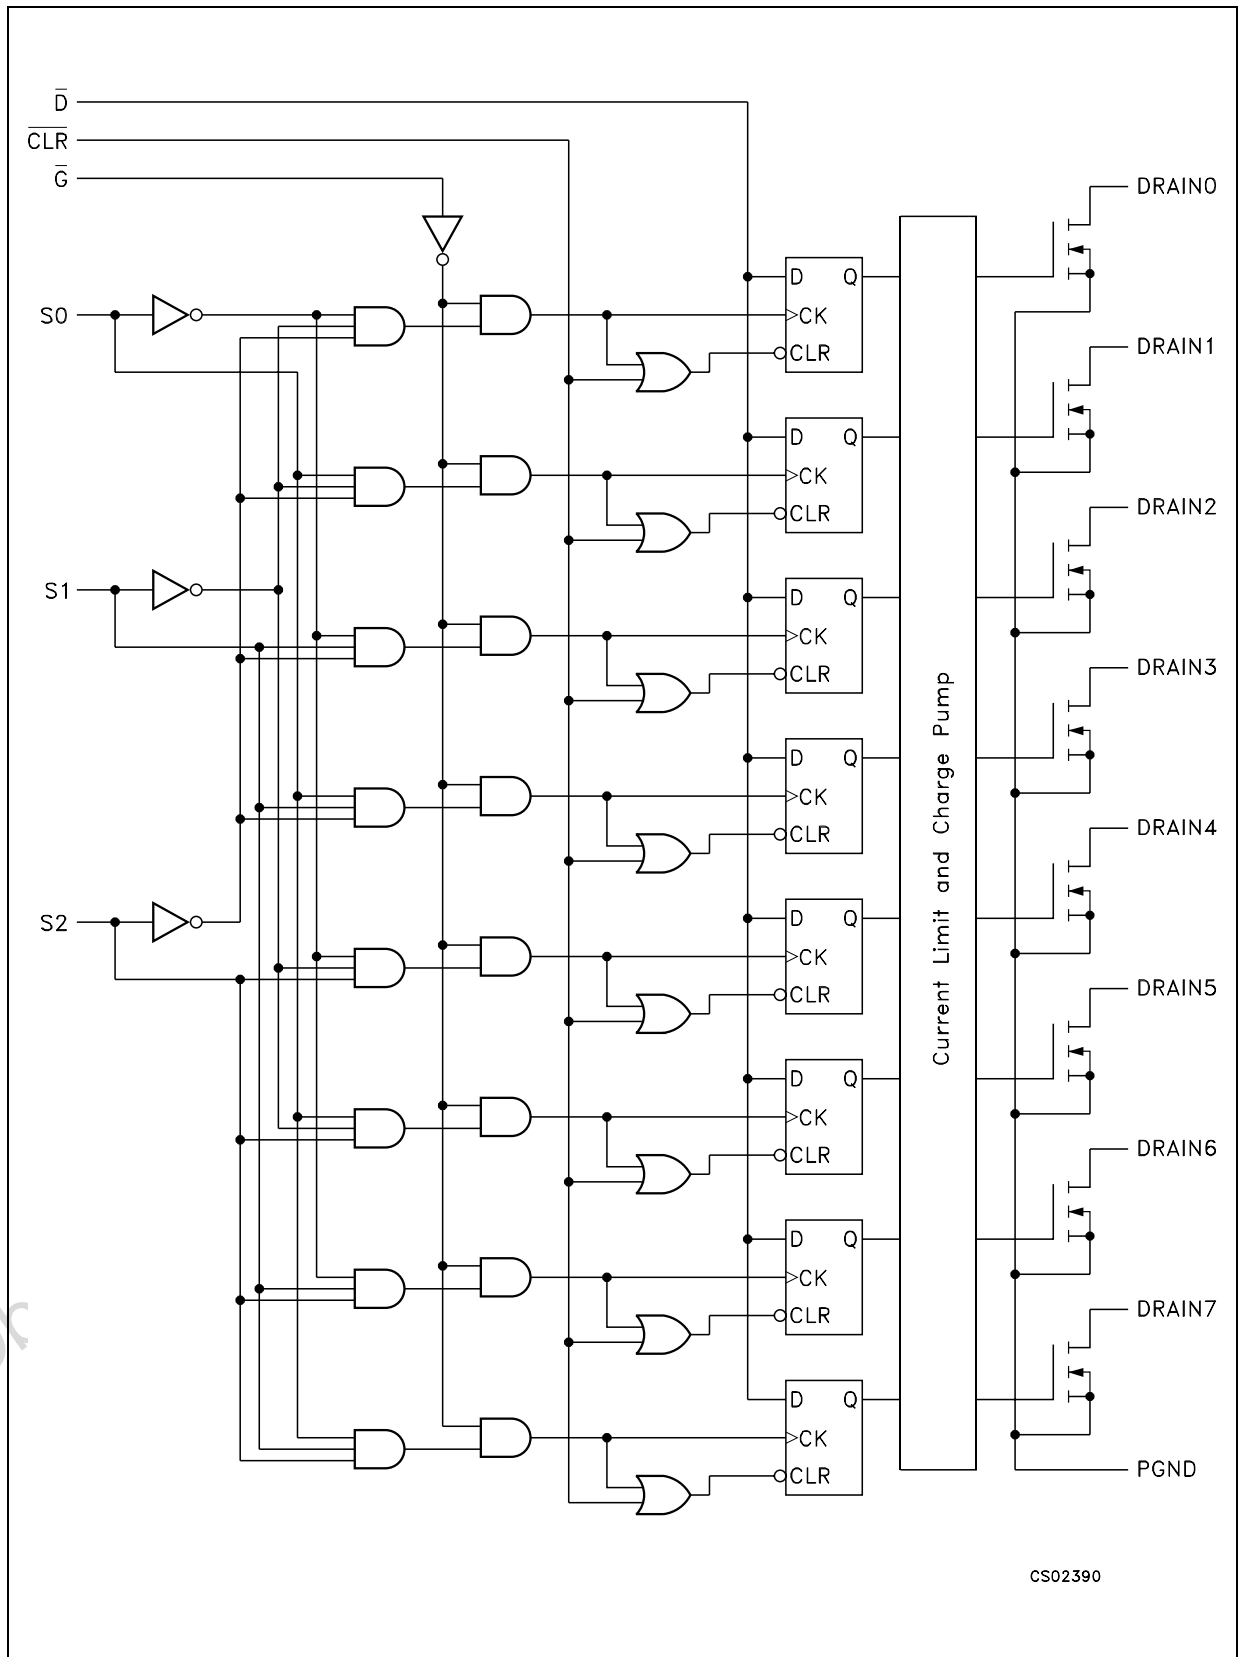 D̅
C̅L̅R̅
G̅
DRAIN0
D Q
S0
CK
CLR
DRAIN1
D Q
CK
CLR
DRAIN2
S1
D Q
CK
CLR
DRAIN3
D Q
CK
CLR
Current Limit and Charge Pump
DRAIN4
D Q
S2
CK
CLR
DRAIN5
D Q
CK
CLR
DRAIN6
D Q
CK
CLR
DRAIN7
D Q
CK
CLR
PGND
CS02390